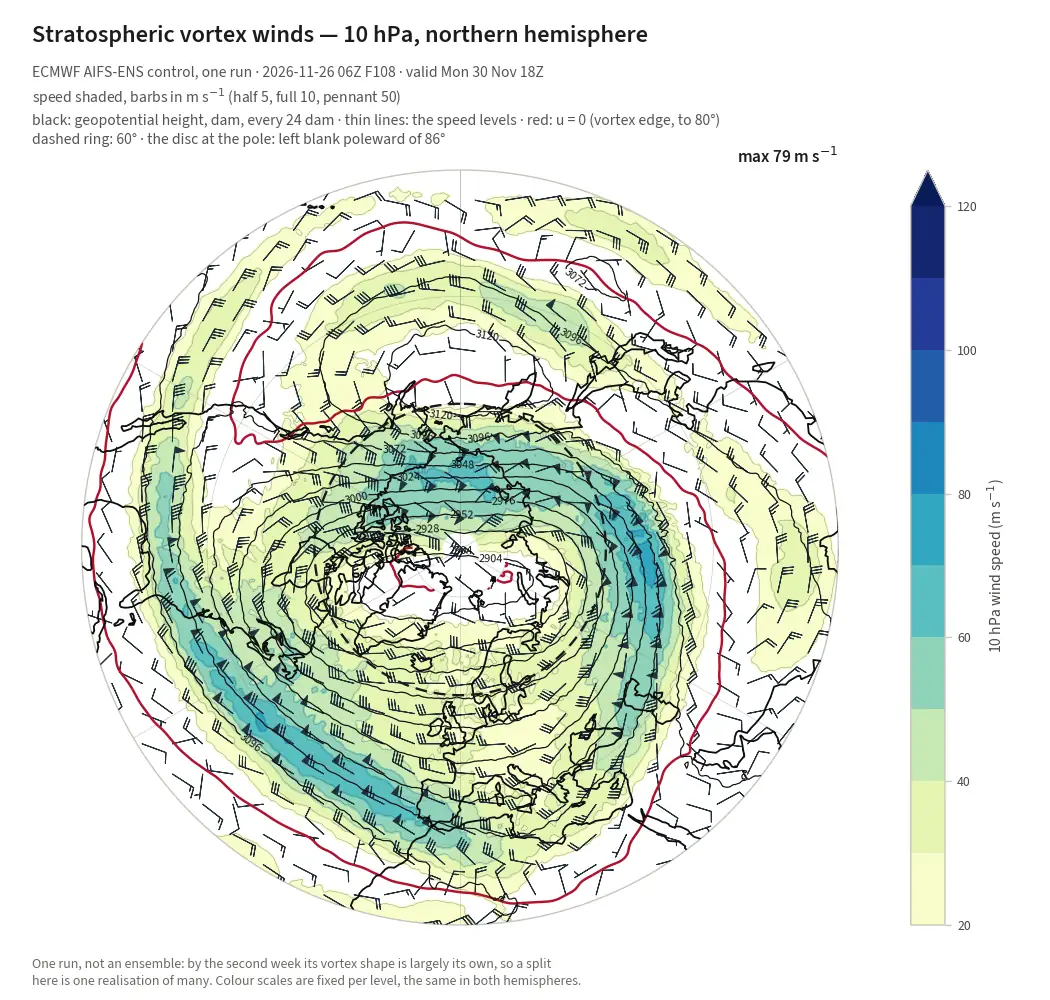 Stratospheric vortex winds — 10 hPa, northern hemisphere
ECMWF AIFS-ENS control, one run · 2026-11-26 06Z F108 · valid Mon 30 Nov 18Z
speed shaded, barbs in m s⁻¹ (half 5, full 10, pennant 50)
black: geopotential height, dam, every 24 dam · thin lines: the speed levels · red: u = 0 (vortex edge, to 80°)
dashed ring: 60° · the disc at the pole: left blank poleward of 86°
max 79 m s⁻¹
120
100
80
60
40
20
10 hPa wind speed (m s⁻¹)
3072
3096
3120
3120
3096
3072
3048
3024
3000
2976
2952
2928
2904
3096
One run, not an ensemble: by the second week its vortex shape is largely its own, so a split
here is one realisation of many. Colour scales are fixed per level, the same in both hemispheres.